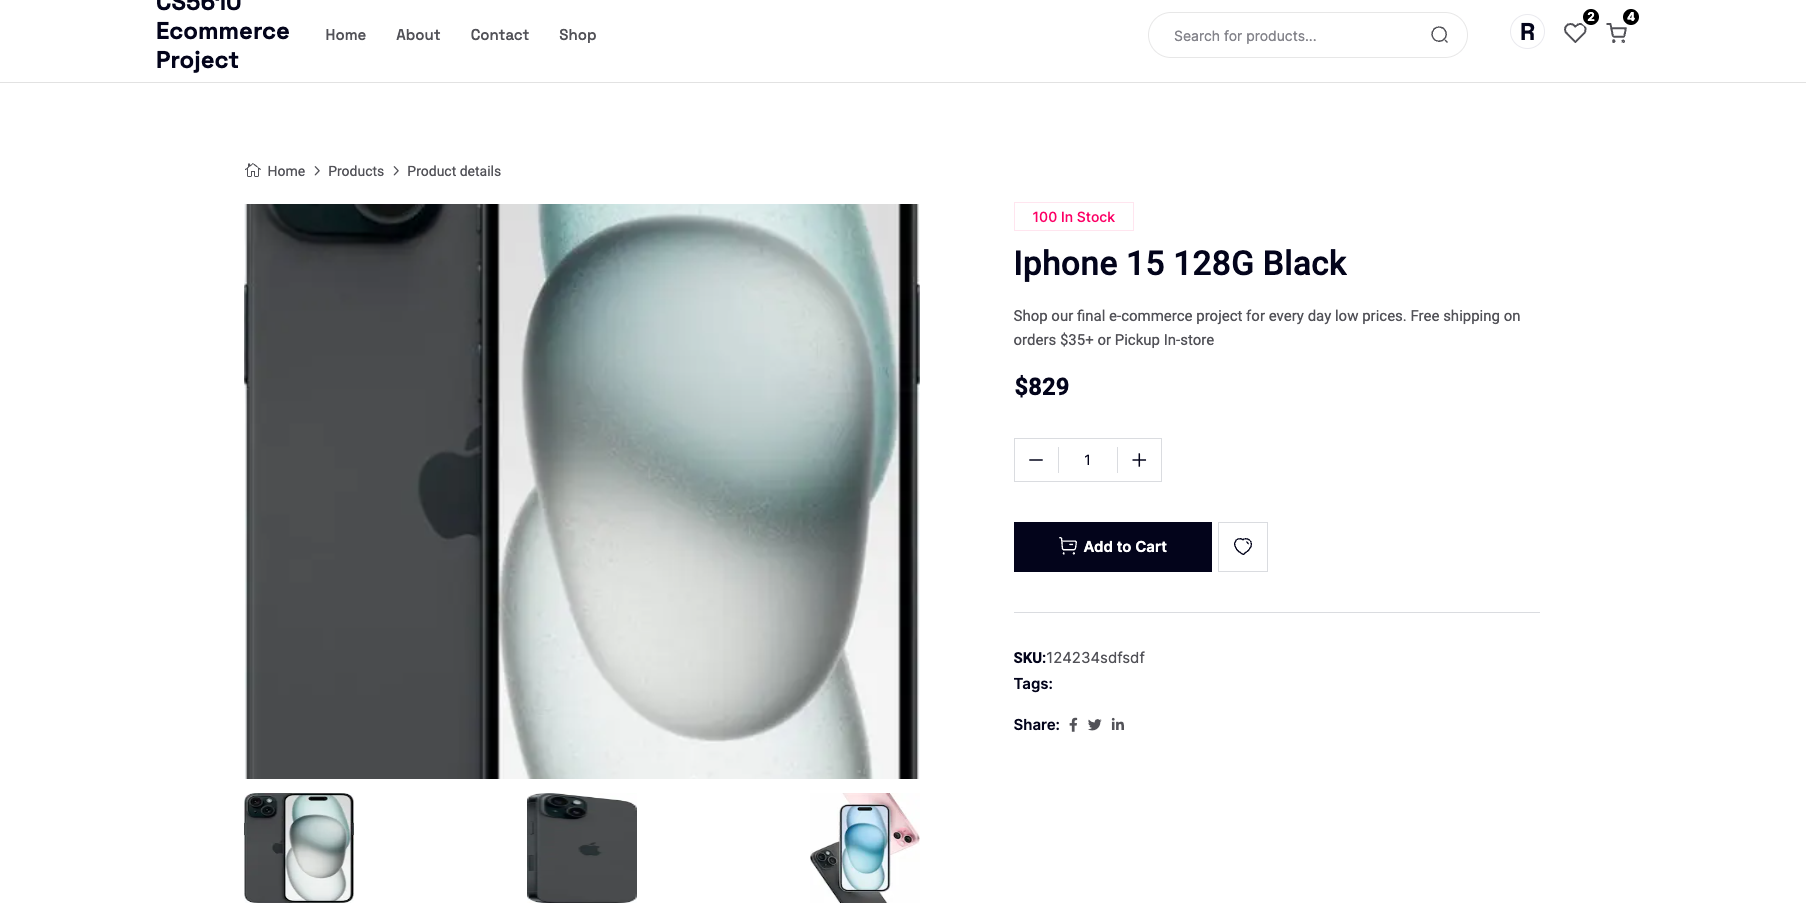 CS5610
Ecommerce
Project
Home
About
Contact
Shop
Search for products...
R
2
4
Home > Products > Product details
100 In Stock
Iphone 15 128G Black
Shop our final e-commerce project for every day low prices. Free shipping on
orders $35+ or Pickup In-store
$829
1
Add to Cart
SKU:124234sdfsdf
Tags:
Share: